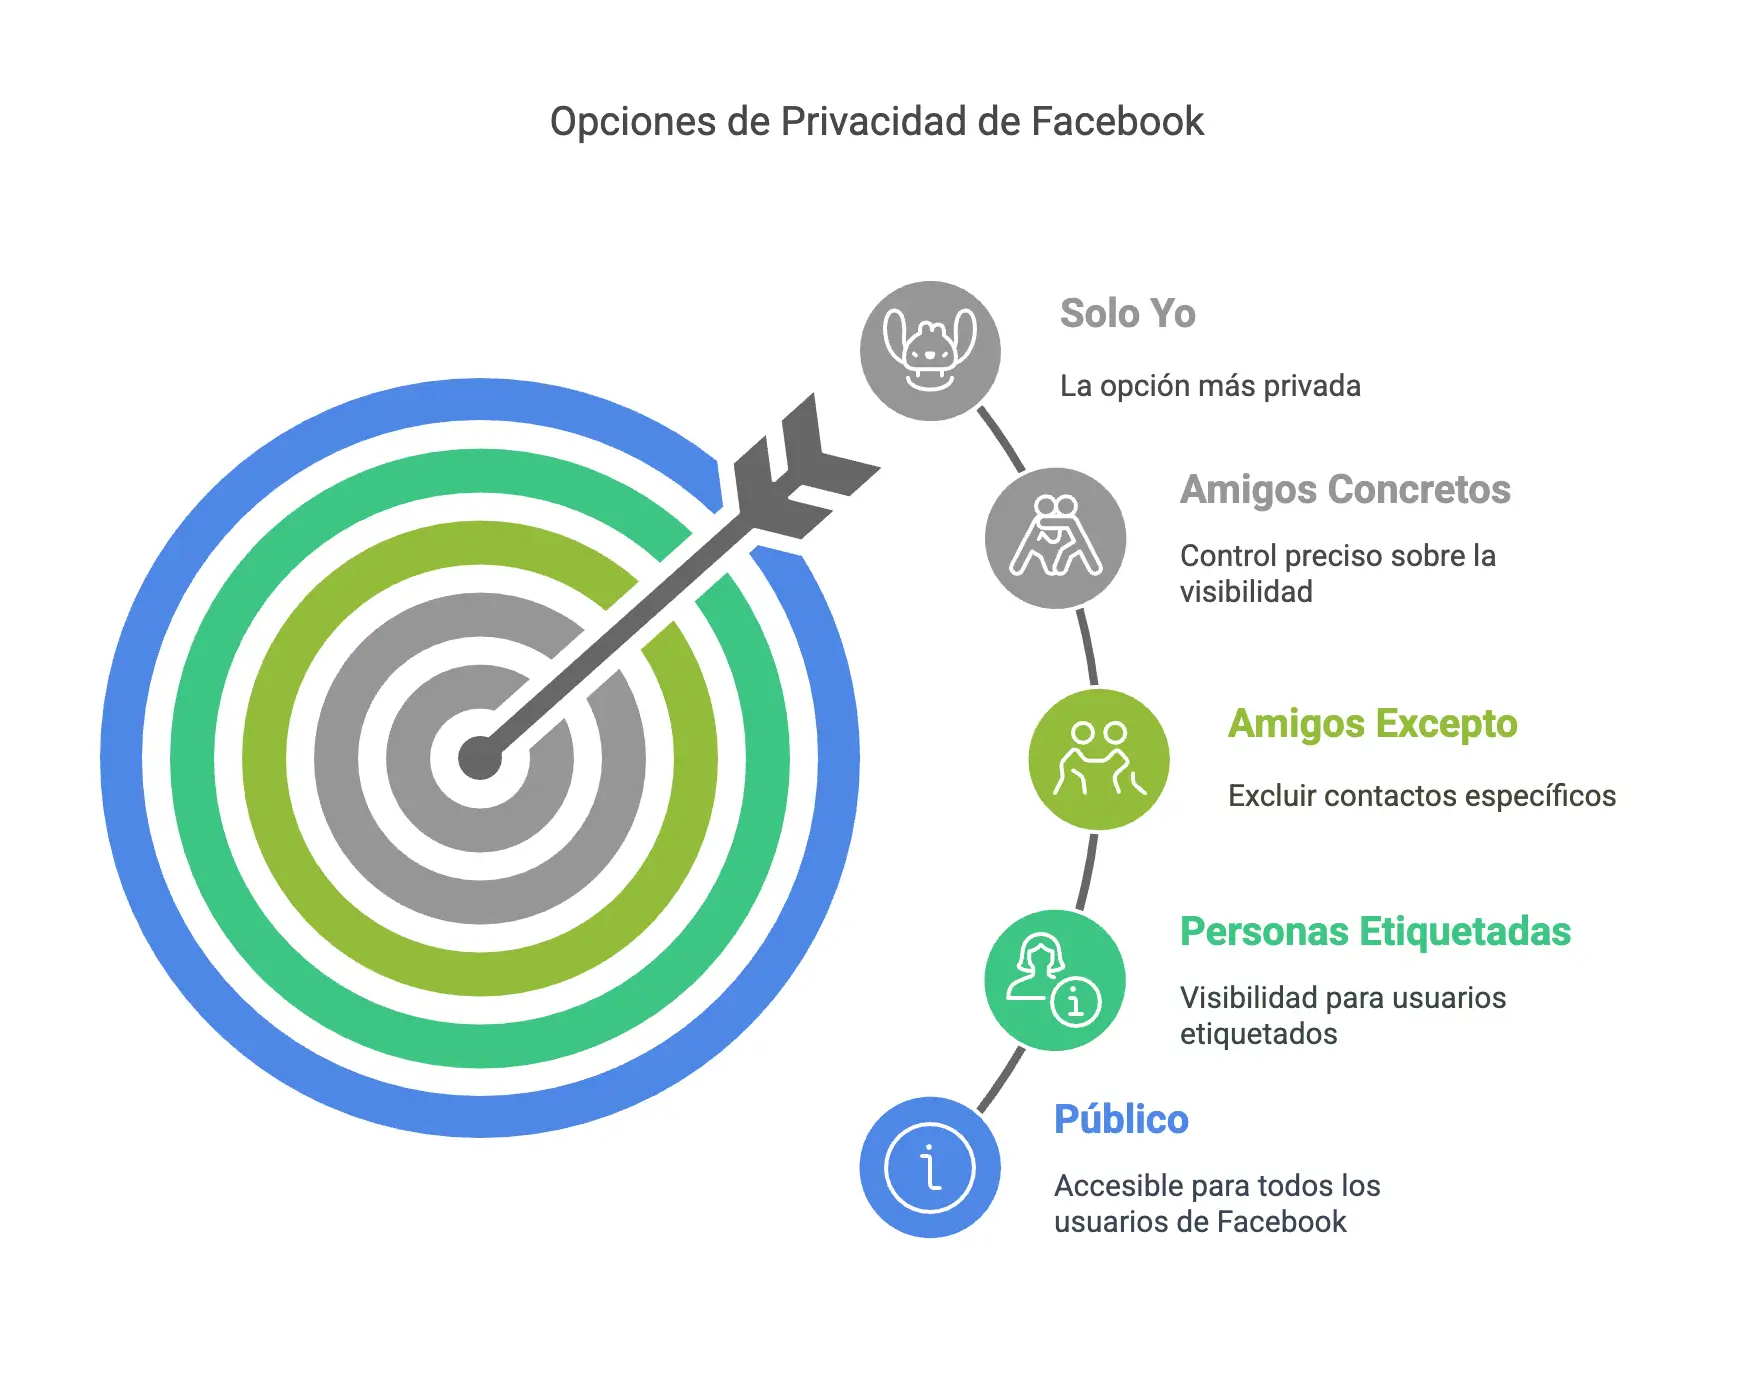 Opciones de Privacidad de Facebook
Solo Yo
La opción más privada
Amigos Concretos
Control preciso sobre la
visibilidad
Amigos Excepto
Excluir contactos específicos
Personas Etiquetadas
Visibilidad para usuarios
etiquetados
Público
Accesible para todos los
usuarios de Facebook